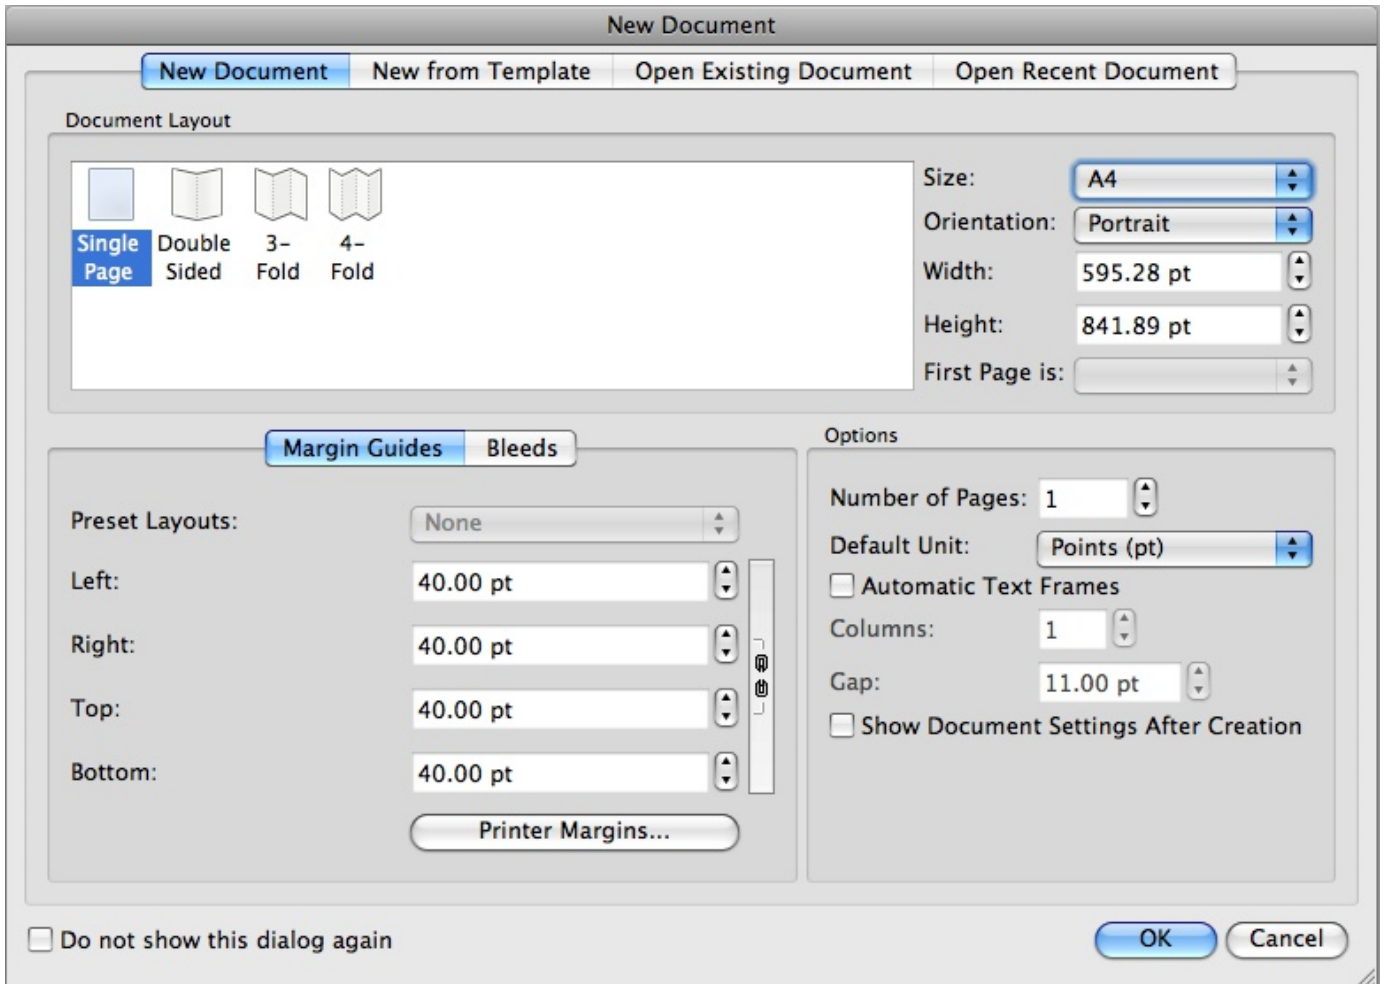 New Document
New Document New from Template Open Existing Document Open Recent Document
Document Layout
Single Page
Double Sided
3-Fold
4-Fold
Size: A4
Orientation: Portrait
Width: 595.28 pt
Height: 841.89 pt
First Page is:
Margin Guides Bleeds
Preset Layouts: None
Left: 40.00 pt
Right: 40.00 pt
Top: 40.00 pt
Bottom: 40.00 pt
Printer Margins...
Options
Number of Pages: 1
Default Unit: Points (pt)
Automatic Text Frames
Columns: 1
Gap: 11.00 pt
Show Document Settings After Creation
Do not show this dialog again
OK Cancel